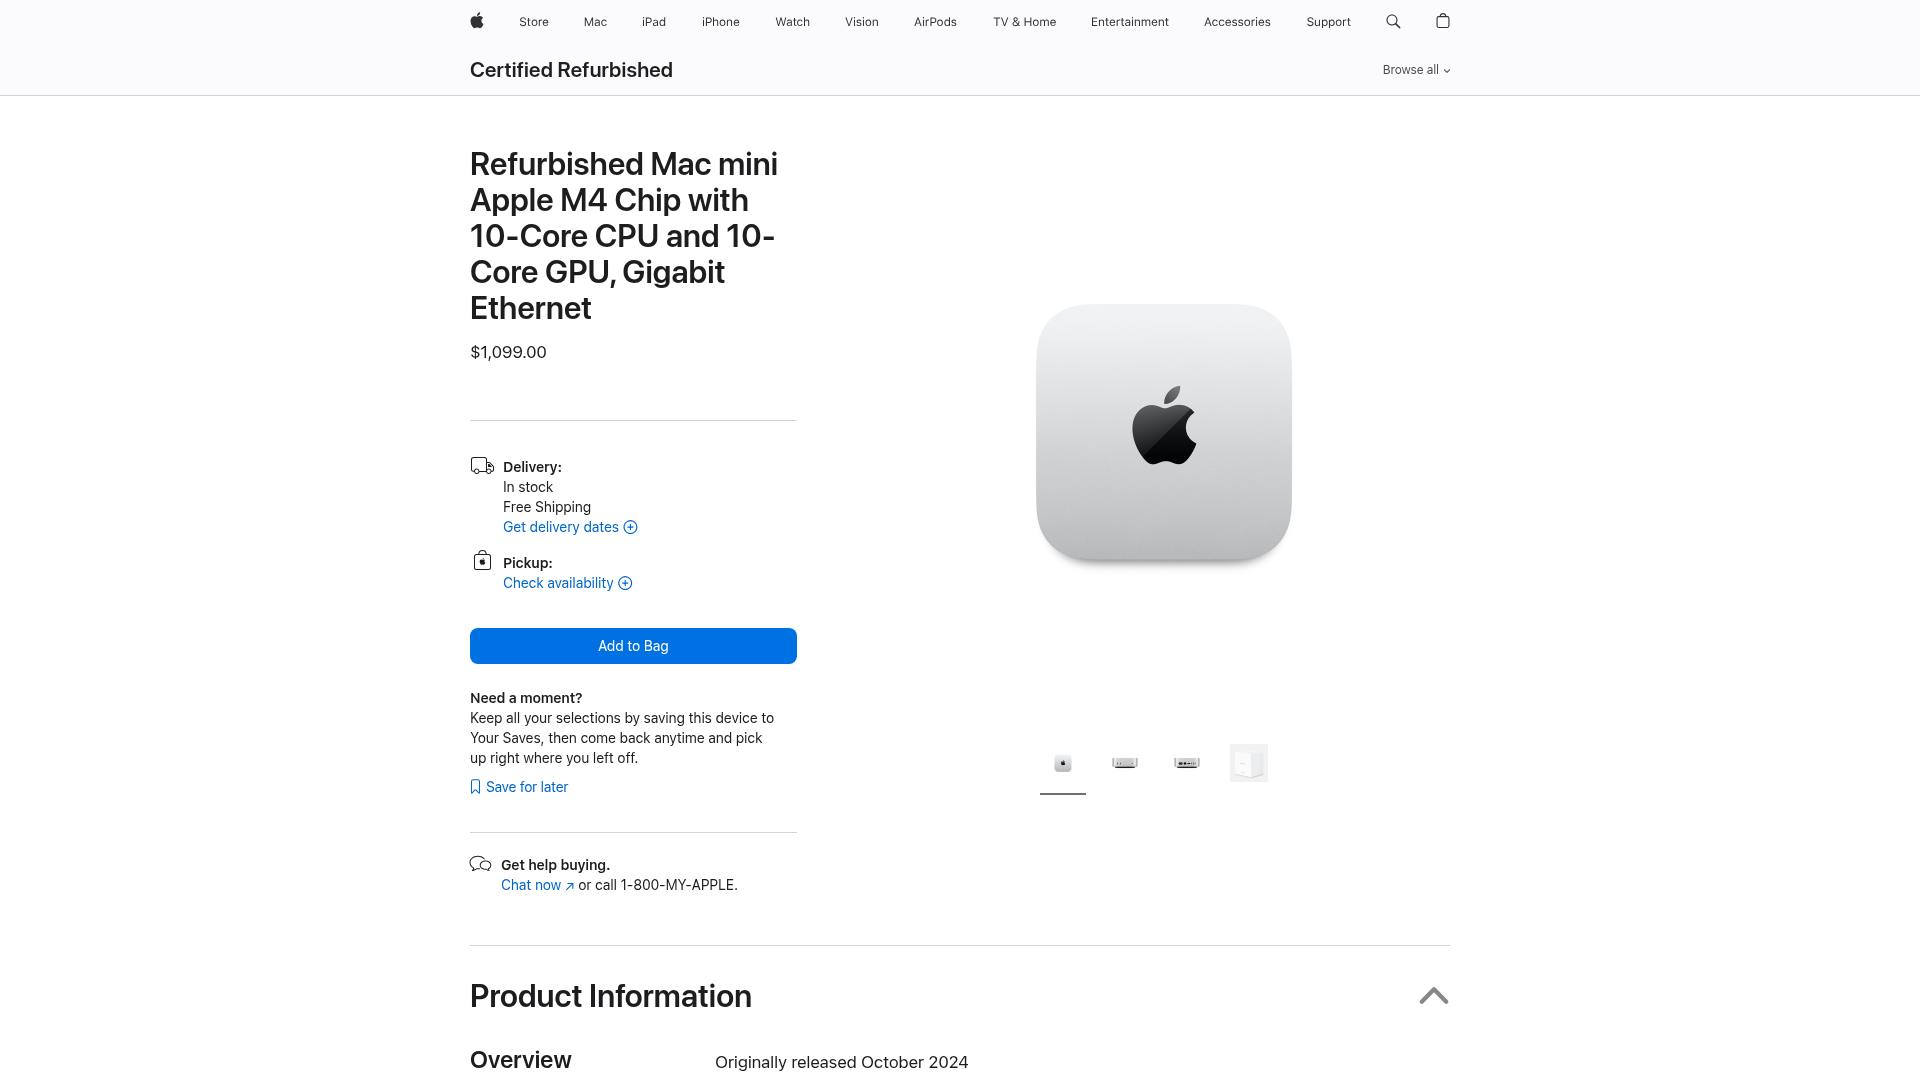 Store Mac iPad iPhone Watch Vision AirPods TV & Home Entertainment Accessories Support
Certified Refurbished
Browse all
Refurbished Mac mini
Apple M4 Chip with
10-Core CPU and 10-
Core GPU, Gigabit
Ethernet
$1,099.00
Delivery:
In stock
Free Shipping
Get delivery dates
Pickup:
Check availability
Add to Bag
Need a moment?
Keep all your selections by saving this device to
Your Saves, then come back anytime and pick
up right where you left off.
Save for later
Get help buying.
Chat now or call 1-800-MY-APPLE.
Product Information
Overview
Originally released October 2024